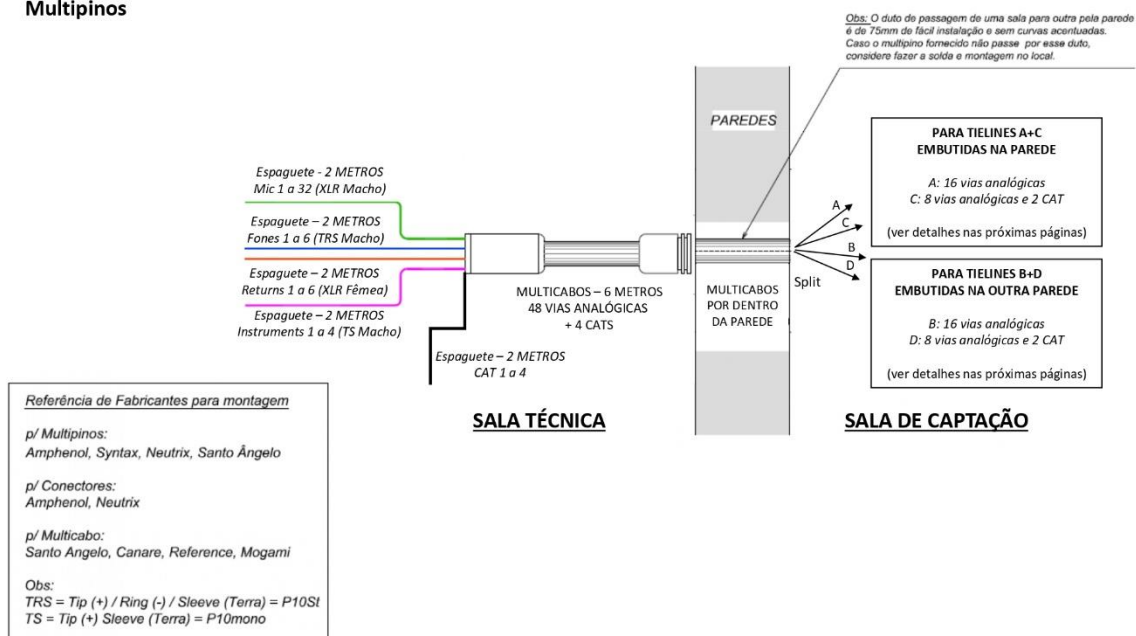 Multipinos
Obs: O duto de passagem de uma sala para outra pela parede
é de 75mm de fácil instalação e sem curvas acentuadas.
Caso o multipino fornecido não passe por esse duto,
considere fazer a solda e montagem no local.
PAREDES
PARA TIELINES A+C
EMBUTIDAS NA PAREDE
A: 16 vias analógicas
C: 8 vias analógicas e 2 CAT
(ver detalhes nas próximas páginas)
Espaguete - 2 METROS
Mic 1 a 32 (XLR Macho)
Espaguete – 2 METROS
Fones 1 a 6 (TRS Macho)
Espaguete – 2 METROS
Returns 1 a 6 (XLR Fêmea)
Espaguete – 2 METROS
Instruments 1 a 4 (TS Macho)
Espaguete – 2 METROS
CAT 1 a 4
MULTICABOS – 6 METROS
48 VIAS ANALÓGICAS
+ 4 CATS
MULTICABOS
POR DENTRO
DA PAREDE
A
C
B
D
Split
PARA TIELINES B+D
EMBUTIDAS NA OUTRA PAREDE
B: 16 vias analógicas
D: 8 vias analógicas e 2 CAT
(ver detalhes nas próximas páginas)
SALA TÉCNICA
SALA DE CAPTAÇÃO
Referência de Fabricantes para montagem
p/ Multipinos:
Amphenol, Syntax, Neutrix, Santo Ângelo
p/ Conectores:
Amphenol, Neutrix
p/ Multicabo:
Santo Angelo, Canare, Reference, Mogami
Obs:
TRS = Tip (+) / Ring (-) / Sleeve (Terra) = P10St
TS = Tip (+) Sleeve (Terra) = P10mono